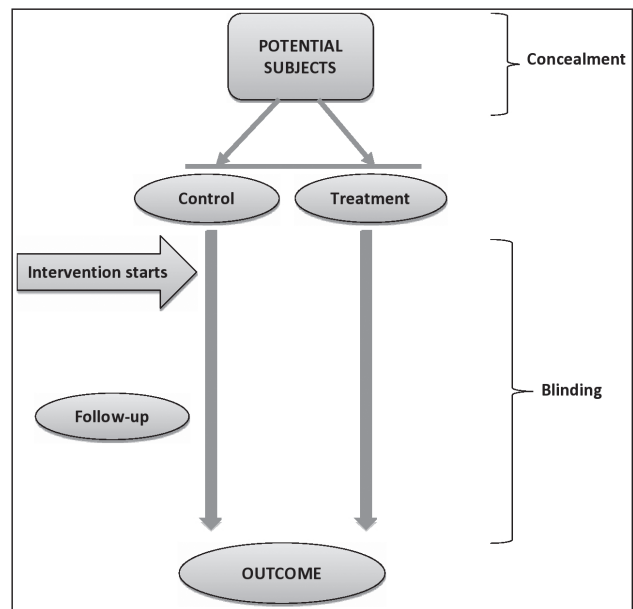 POTENTIAL
SUBJECTS
Concealment
Control
Treatment
Intervention starts
Blinding
Follow-up
OUTCOME